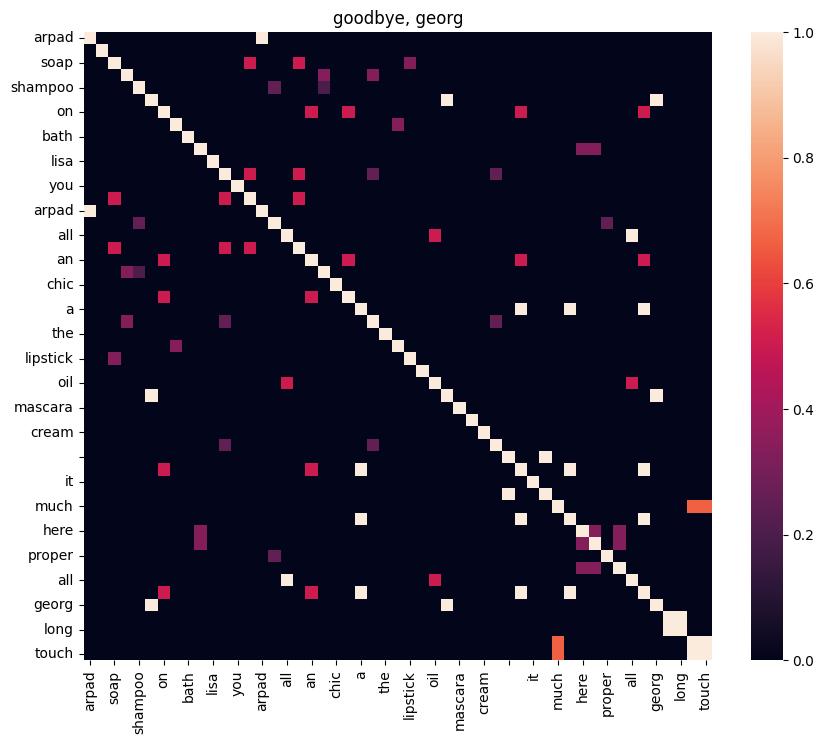 goodbye, georg
arpad
soap
shampoo
on
bath
lisa
you
arpad
all
an
chic
a
the
lipstick
oil
mascara
cream
it
much
here
proper
all
georg
long
touch
arpad
soap
shampoo
on
bath
lisa
you
arpad
all
an
chic
a
the
lipstick
oil
mascara
cream
it
much
here
proper
all
georg
long
touch
1.0
0.8
0.6
0.4
0.2
0.0